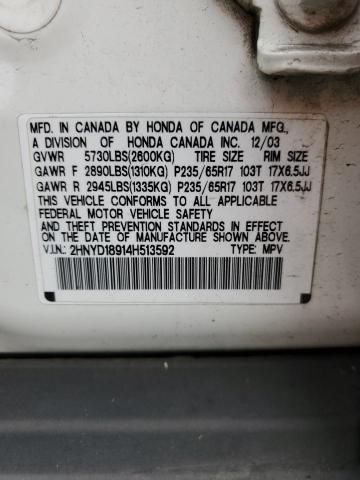 MFD. IN CANADA BY HONDA OF CANADA MFG.,
A DIVISION OF HONDA CANADA INC. 12/03
GVWR 5730LBS(2600KG) TIRE SIZE RIM SIZE
GAWR F 2890LBS(1310KG) P235/65R17 103T 17X6.5JJ
GAWR R 2945LBS(1335KG) P235/65R17 103T 17X6.5JJ
THIS VEHICLE CONFORMS TO ALL APPLICABLE
FEDERAL MOTOR VEHICLE SAFETY
AND THEFT PREVENTION STANDARDS IN EFFECT
ON THE DATE OF MANUFACTURE SHOWN ABOVE.
V.I.N.: 2HNYD18914H513592 TYPE: MPV